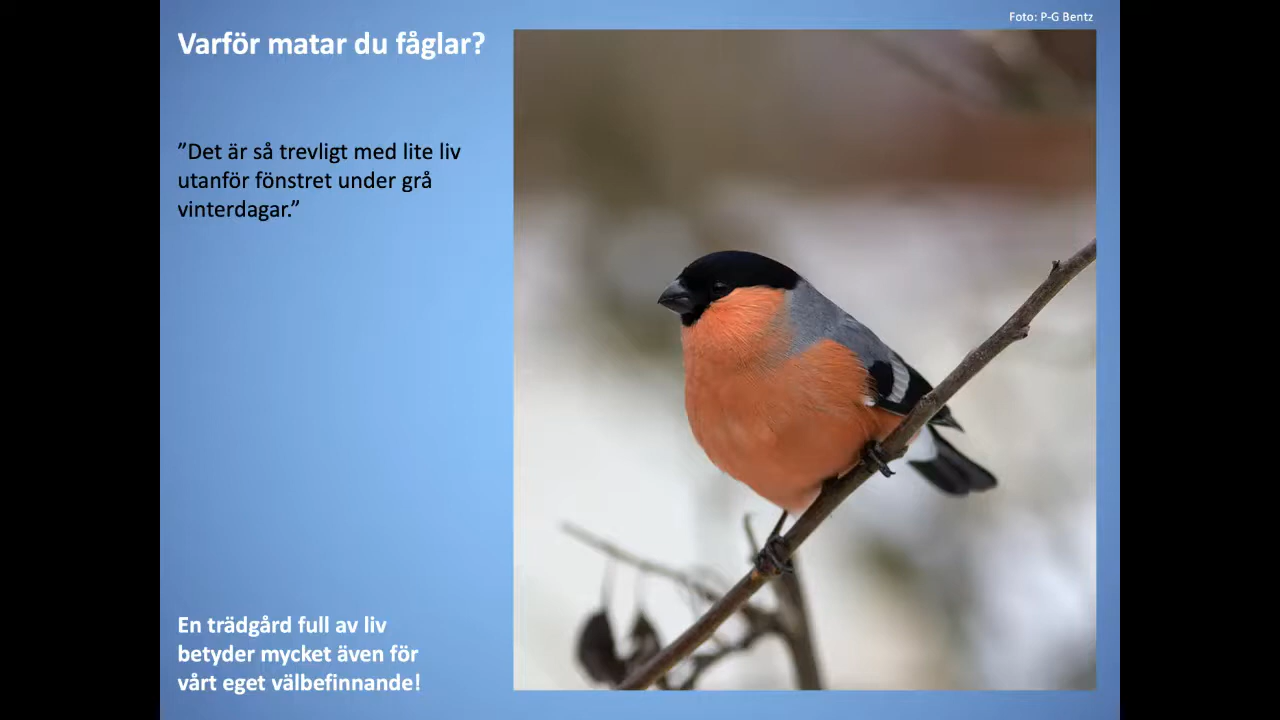 Foto: P-G Bentz
Varför matar du fåglar?
”Det är så trevligt med lite liv
utanför fönstret under grå
vinterdagar.”
En trädgård full av liv
betyder mycket även för
vårt eget välbefinnande!